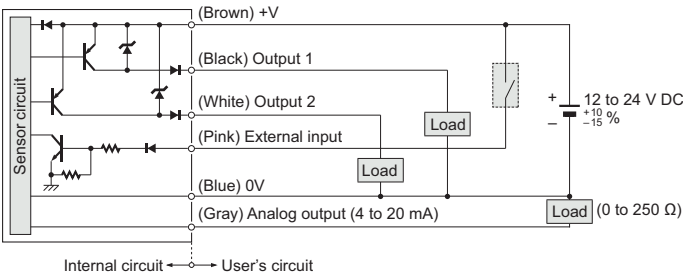 (Brown) +V
(Black) Output 1
(White) Output 2
(Pink) External input
(Blue) 0V
(Gray) Analog output (4 to 20 mA)
Sensor circuit
Load
Load
+
–
12 to 24 V DC
+10
–15 %
Load
(0 to 250 Ω)
Internal circuit
User's circuit